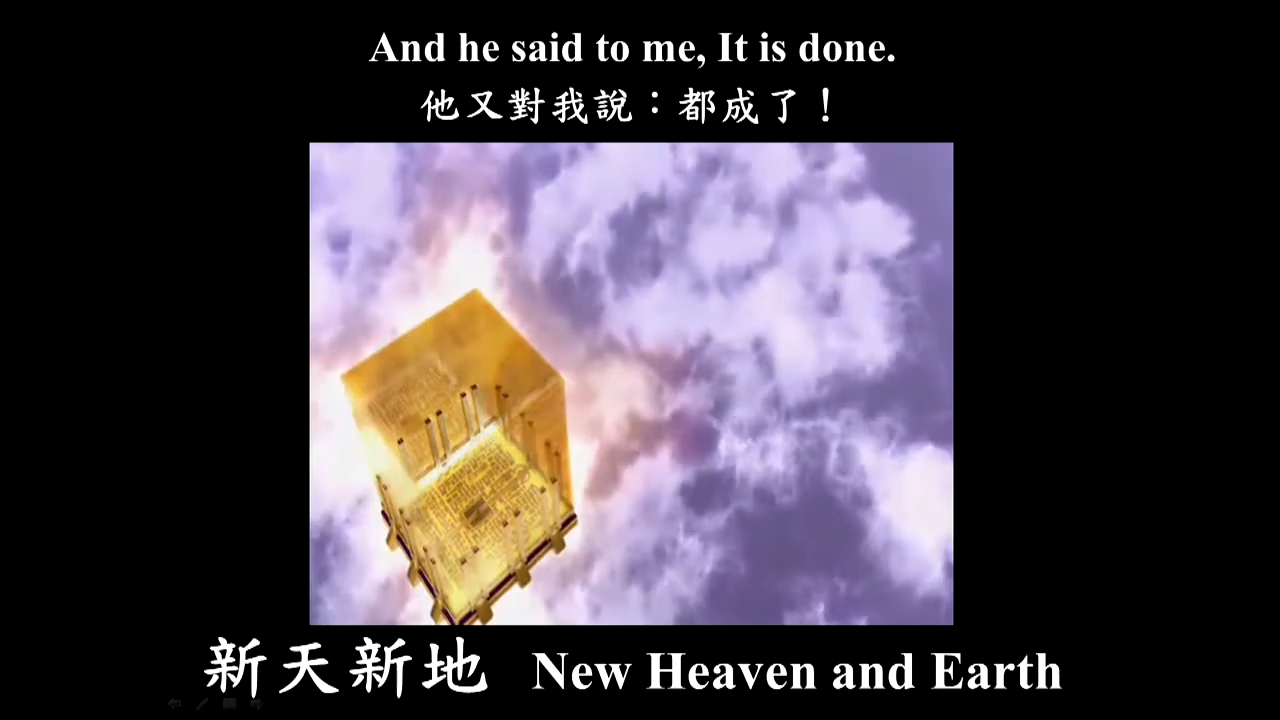 And he said to me, It is done.
他又對我說：都成了！
新天新地 New Heaven and Earth